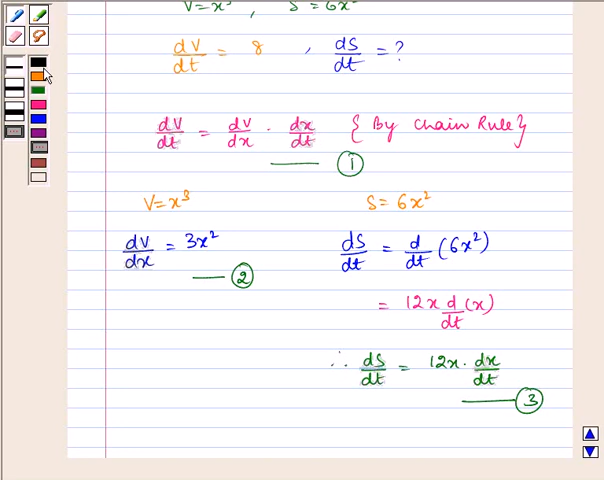 V = x³ , S = 6x²
dV/dt = 8 , dS/dt = ?
dV/dt = dV/dx · dx/dt { By Chain Rule }
—— ①
V = x³ S = 6x²
dV/dx = 3x² dS/dt = d/dt (6x²)
—— ②
= 12x d/dt (x)
∴ dS/dt = 12x · dx/dt
—— ③